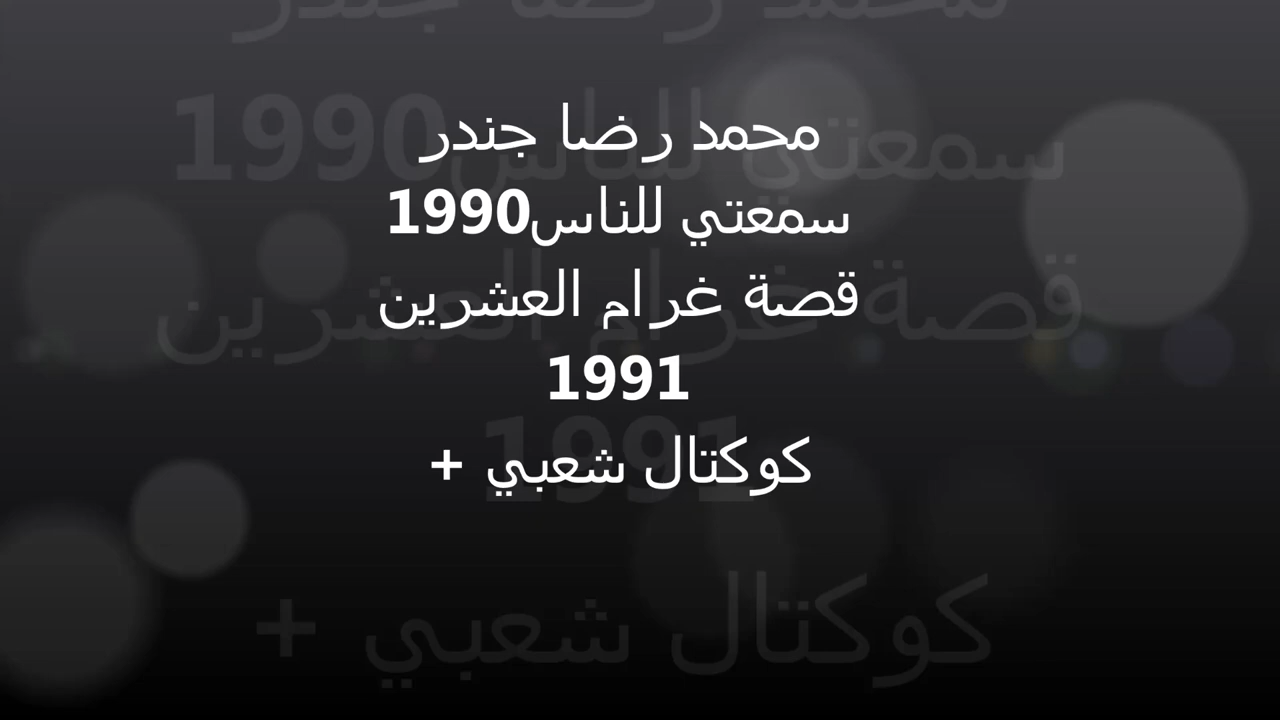 محمد رضا جندر
سمعتي للناس1990
قصة غرام العشرين
1991
كوكتال شعبي +